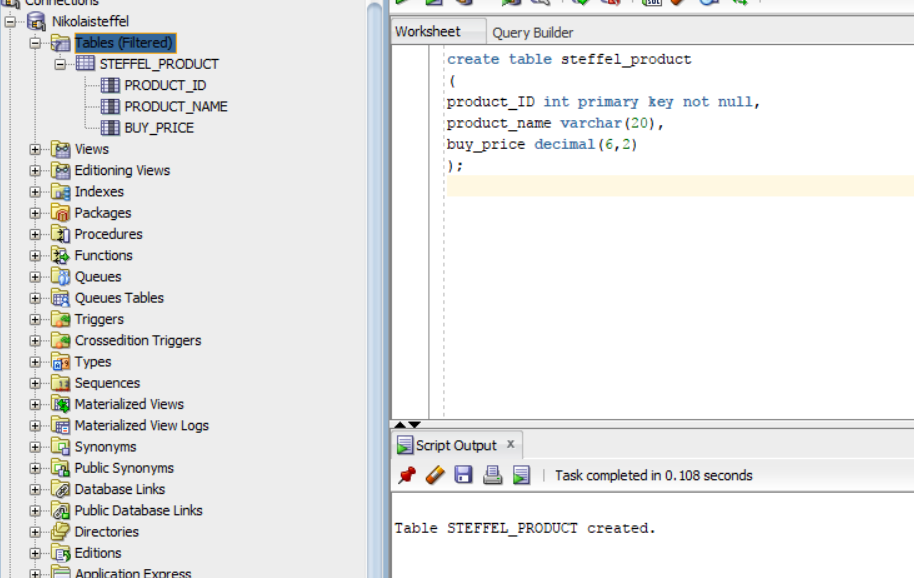 Connections
Nikolaisteffel
Tables (Filtered)
STEFFEL_PRODUCT
PRODUCT_ID
PRODUCT_NAME
BUY_PRICE
Views
Editioning Views
Indexes
Packages
Procedures
Functions
Queues
Queues Tables
Triggers
Crossedition Triggers
Types
Sequences
Materialized Views
Materialized View Logs
Synonyms
Public Synonyms
Database Links
Public Database Links
Directories
Editions
Application Express
Worksheet Query Builder
create table steffel_product
(
product_ID int primary key not null,
product_name varchar(20),
buy_price decimal(6,2)
);
Script Output x
Task completed in 0.108 seconds
Table STEFFEL_PRODUCT created.